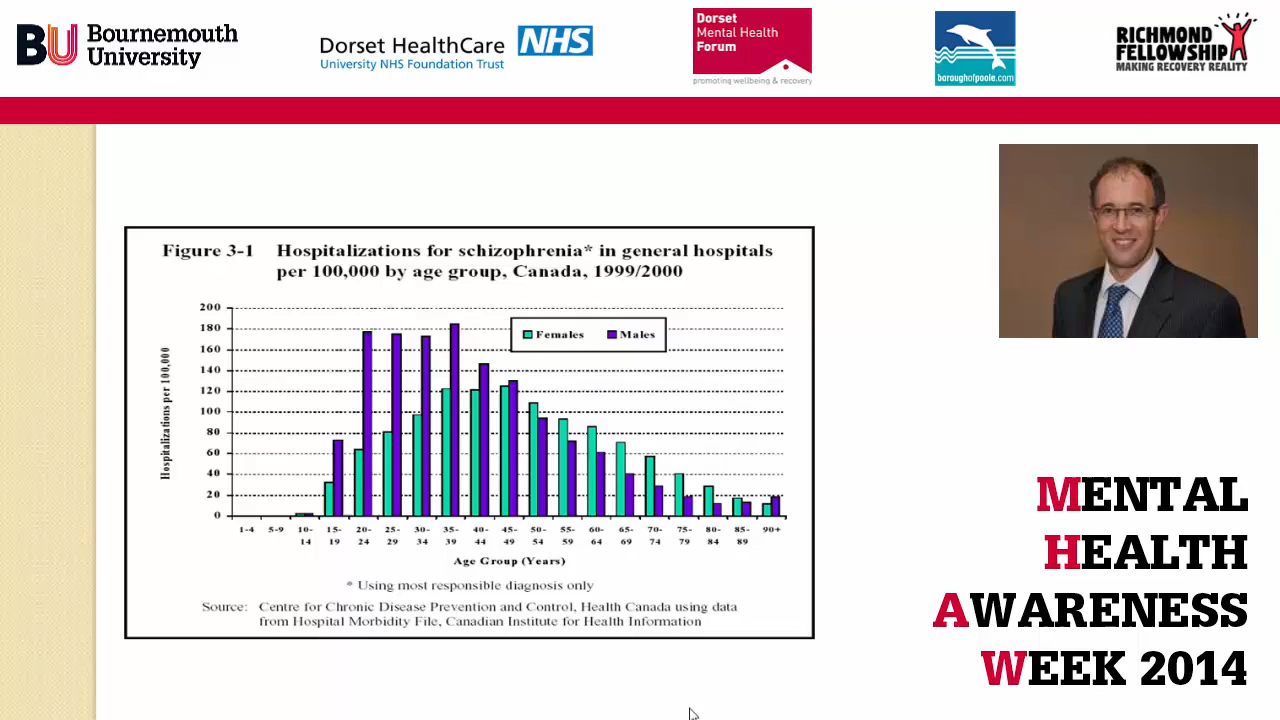 BU Bournemouth
University
Dorset HealthCare
University NHS Foundation Trust
NHS
Dorset
Mental Health
Forum
promoting wellbeing & recovery
boroughofpoole.com
RICHMOND
FELLOWSHIP
MAKING RECOVERY REALITY
Figure 3-1 Hospitalizations for schizophrenia* in general hospitals
per 100,000 by age group, Canada, 1999/2000
Hospitalizations per 100,000
200
180
160
140
120
100
80
60
40
20
0
Females Males
1-4 5-9 10- 15- 20- 25- 30- 35- 40- 45- 50- 55- 60- 65- 70- 75- 80- 85- 90+
14 19 24 29 34 39 44 49 54 59 64 69 74 79 84 89
Age Group (Years)
* Using most responsible diagnosis only
Source: Centre for Chronic Disease Prevention and Control, Health Canada using data
from Hospital Morbidity File, Canadian Institute for Health Information
MENTAL
HEALTH
AWARENESS
WEEK 2014